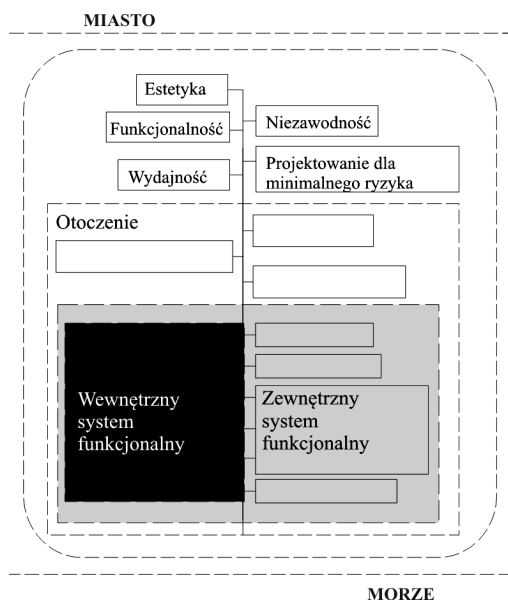 MIASTO
Estetyka
Funkcjonalność
Niezawodność
Wydajność
Projektowanie dla
minimalnego ryzyka
Otoczenie
Wewnętrzny
system
funkcjonalny
Zewnętrzny
system
funkcjonalny
MORZE